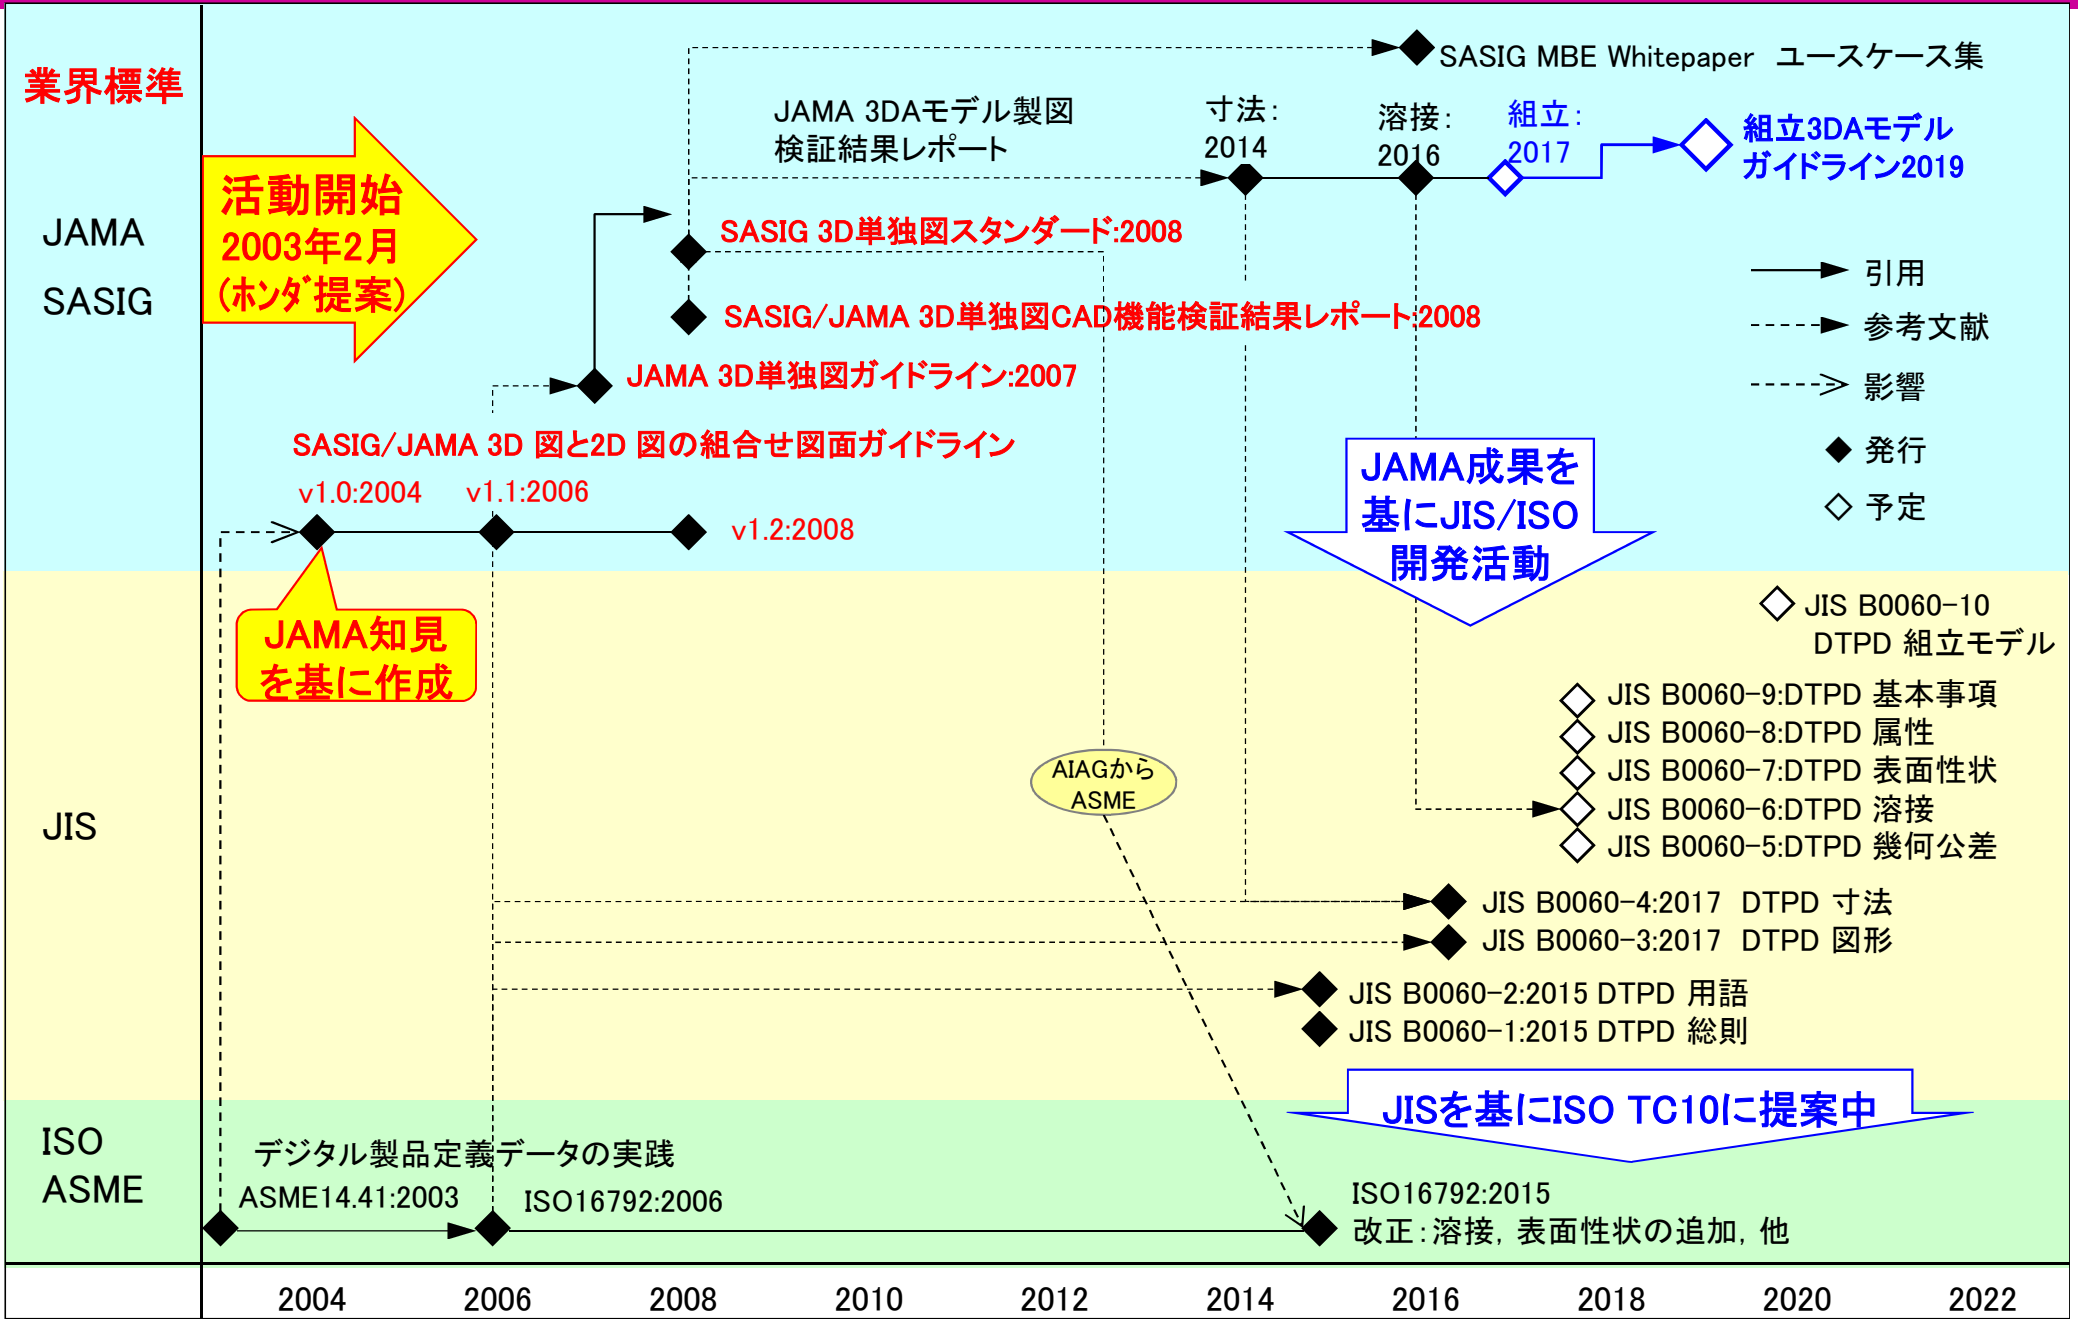 業界標準
JAMA
SASIG
活動開始
2003年2月
(ﾎﾝﾀﾞ提案)
SASIG MBE Whitepaper ユースケース集
JAMA 3DAモデル製図
検証結果レポート
寸法:
2014
溶接:
2016
組立:
2017
組立3DAモデル
ガイドライン2019
SASIG 3D単独図スタンダード:2008
SASIG/JAMA 3D単独図CAD機能検証結果レポート:2008
JAMA 3D単独図ガイドライン:2007
SASIG/JAMA 3D 図と2D 図の組合せ図面ガイドライン
v1.0:2004
v1.1:2006
v1.2:2008
引用
参考文献
影響
発行
予定
JAMA成果を
基にJIS/ISO
開発活動
JAMA知見
を基に作成
JIS
JIS B0060-10
DTPD 組立モデル
JIS B0060-9:DTPD 基本事項
JIS B0060-8:DTPD 属性
JIS B0060-7:DTPD 表面性状
JIS B0060-6:DTPD 溶接
JIS B0060-5:DTPD 幾何公差
AIAGから
ASME
JIS B0060-4:2017 DTPD 寸法
JIS B0060-3:2017 DTPD 図形
JIS B0060-2:2015 DTPD 用語
JIS B0060-1:2015 DTPD 総則
JISを基にISO TC10に提案中
ISO
ASME
デジタル製品定義データの実践
ASME14.41:2003
ISO16792:2006
ISO16792:2015
改正:溶接, 表面性状の追加, 他
2004
2006
2008
2010
2012
2014
2016
2018
2020
2022